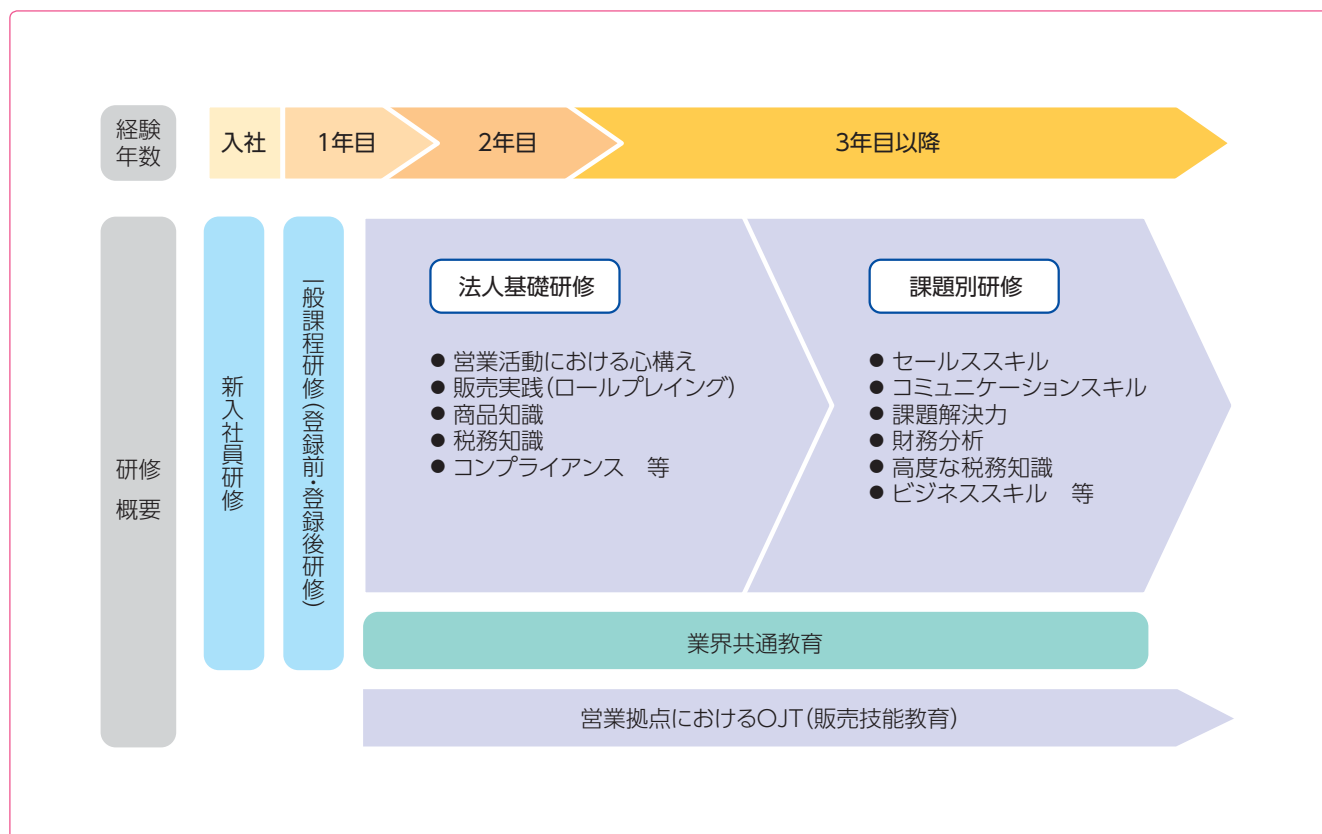 経験
年数
入社
1年目
2年目
3年目以降
研修
概要
新入社員研修
一般課程研修(登録前・登録後研修)
法人基礎研修
● 営業活動における心構え
● 販売実践(ロールプレイング)
● 商品知識
● 税務知識
● コンプライアンス　等
課題別研修
● セールススキル
● コミュニケーションスキル
● 課題解決力
● 財務分析
● 高度な税務知識
● ビジネススキル　等
業界共通教育
営業拠点におけるOJT(販売技能教育)